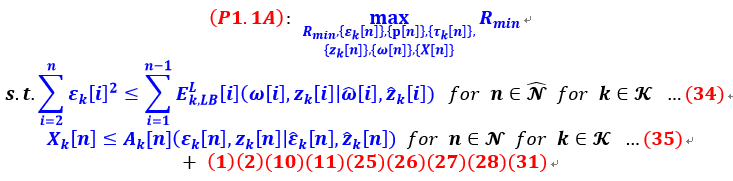 (P1.1A): max R_min↵
R_min,{ε_k[n]},{p[n]},{τ_k[n]},
{z_k[n]},{ω[n]},{X[n]}
s.t. ∑_{i=2}^{n} ε_k[i]^2 ≤ ∑_{i=1}^{n−1} E^L_{k,LB}[i](ω[i], z_k[i]|ω̂[i], ẑ_k[i]) for n ∈ 𝒩̂ for k ∈ 𝒦 …(34)↵
X_k[n] ≤ A_k[n](ε_k[n], z_k[n]|ε̂_k[n], ẑ_k[n]) for n ∈ 𝒩 for k ∈ 𝒦 …(35)↵
+ (1)(2)(10)(11)(25)(26)(27)(28)(31)↵